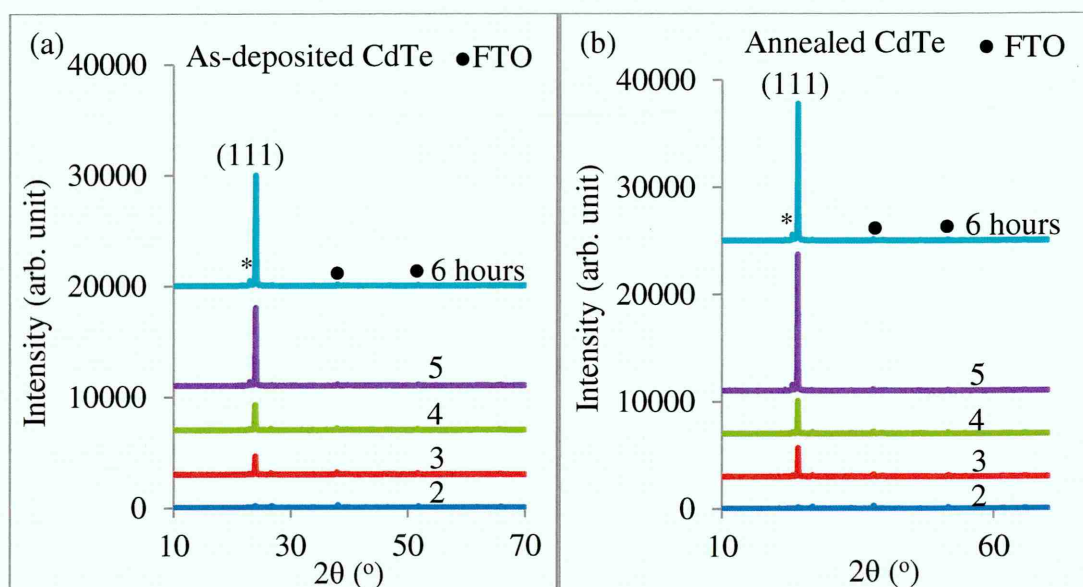 (a)
As-deposited CdTe ●FTO
40000
30000
20000
10000
0
Intensity (arb. unit)
(111)
*
● ● 6 hours
5
4
3
2
10 30 50 70
2θ (º)
(b)
Annealed CdTe ● FTO
40000
30000
20000
10000
0
Intensity (arb. unit)
(111)
*
● ● 6 hours
5
4
3
2
10 60
2θ (º)